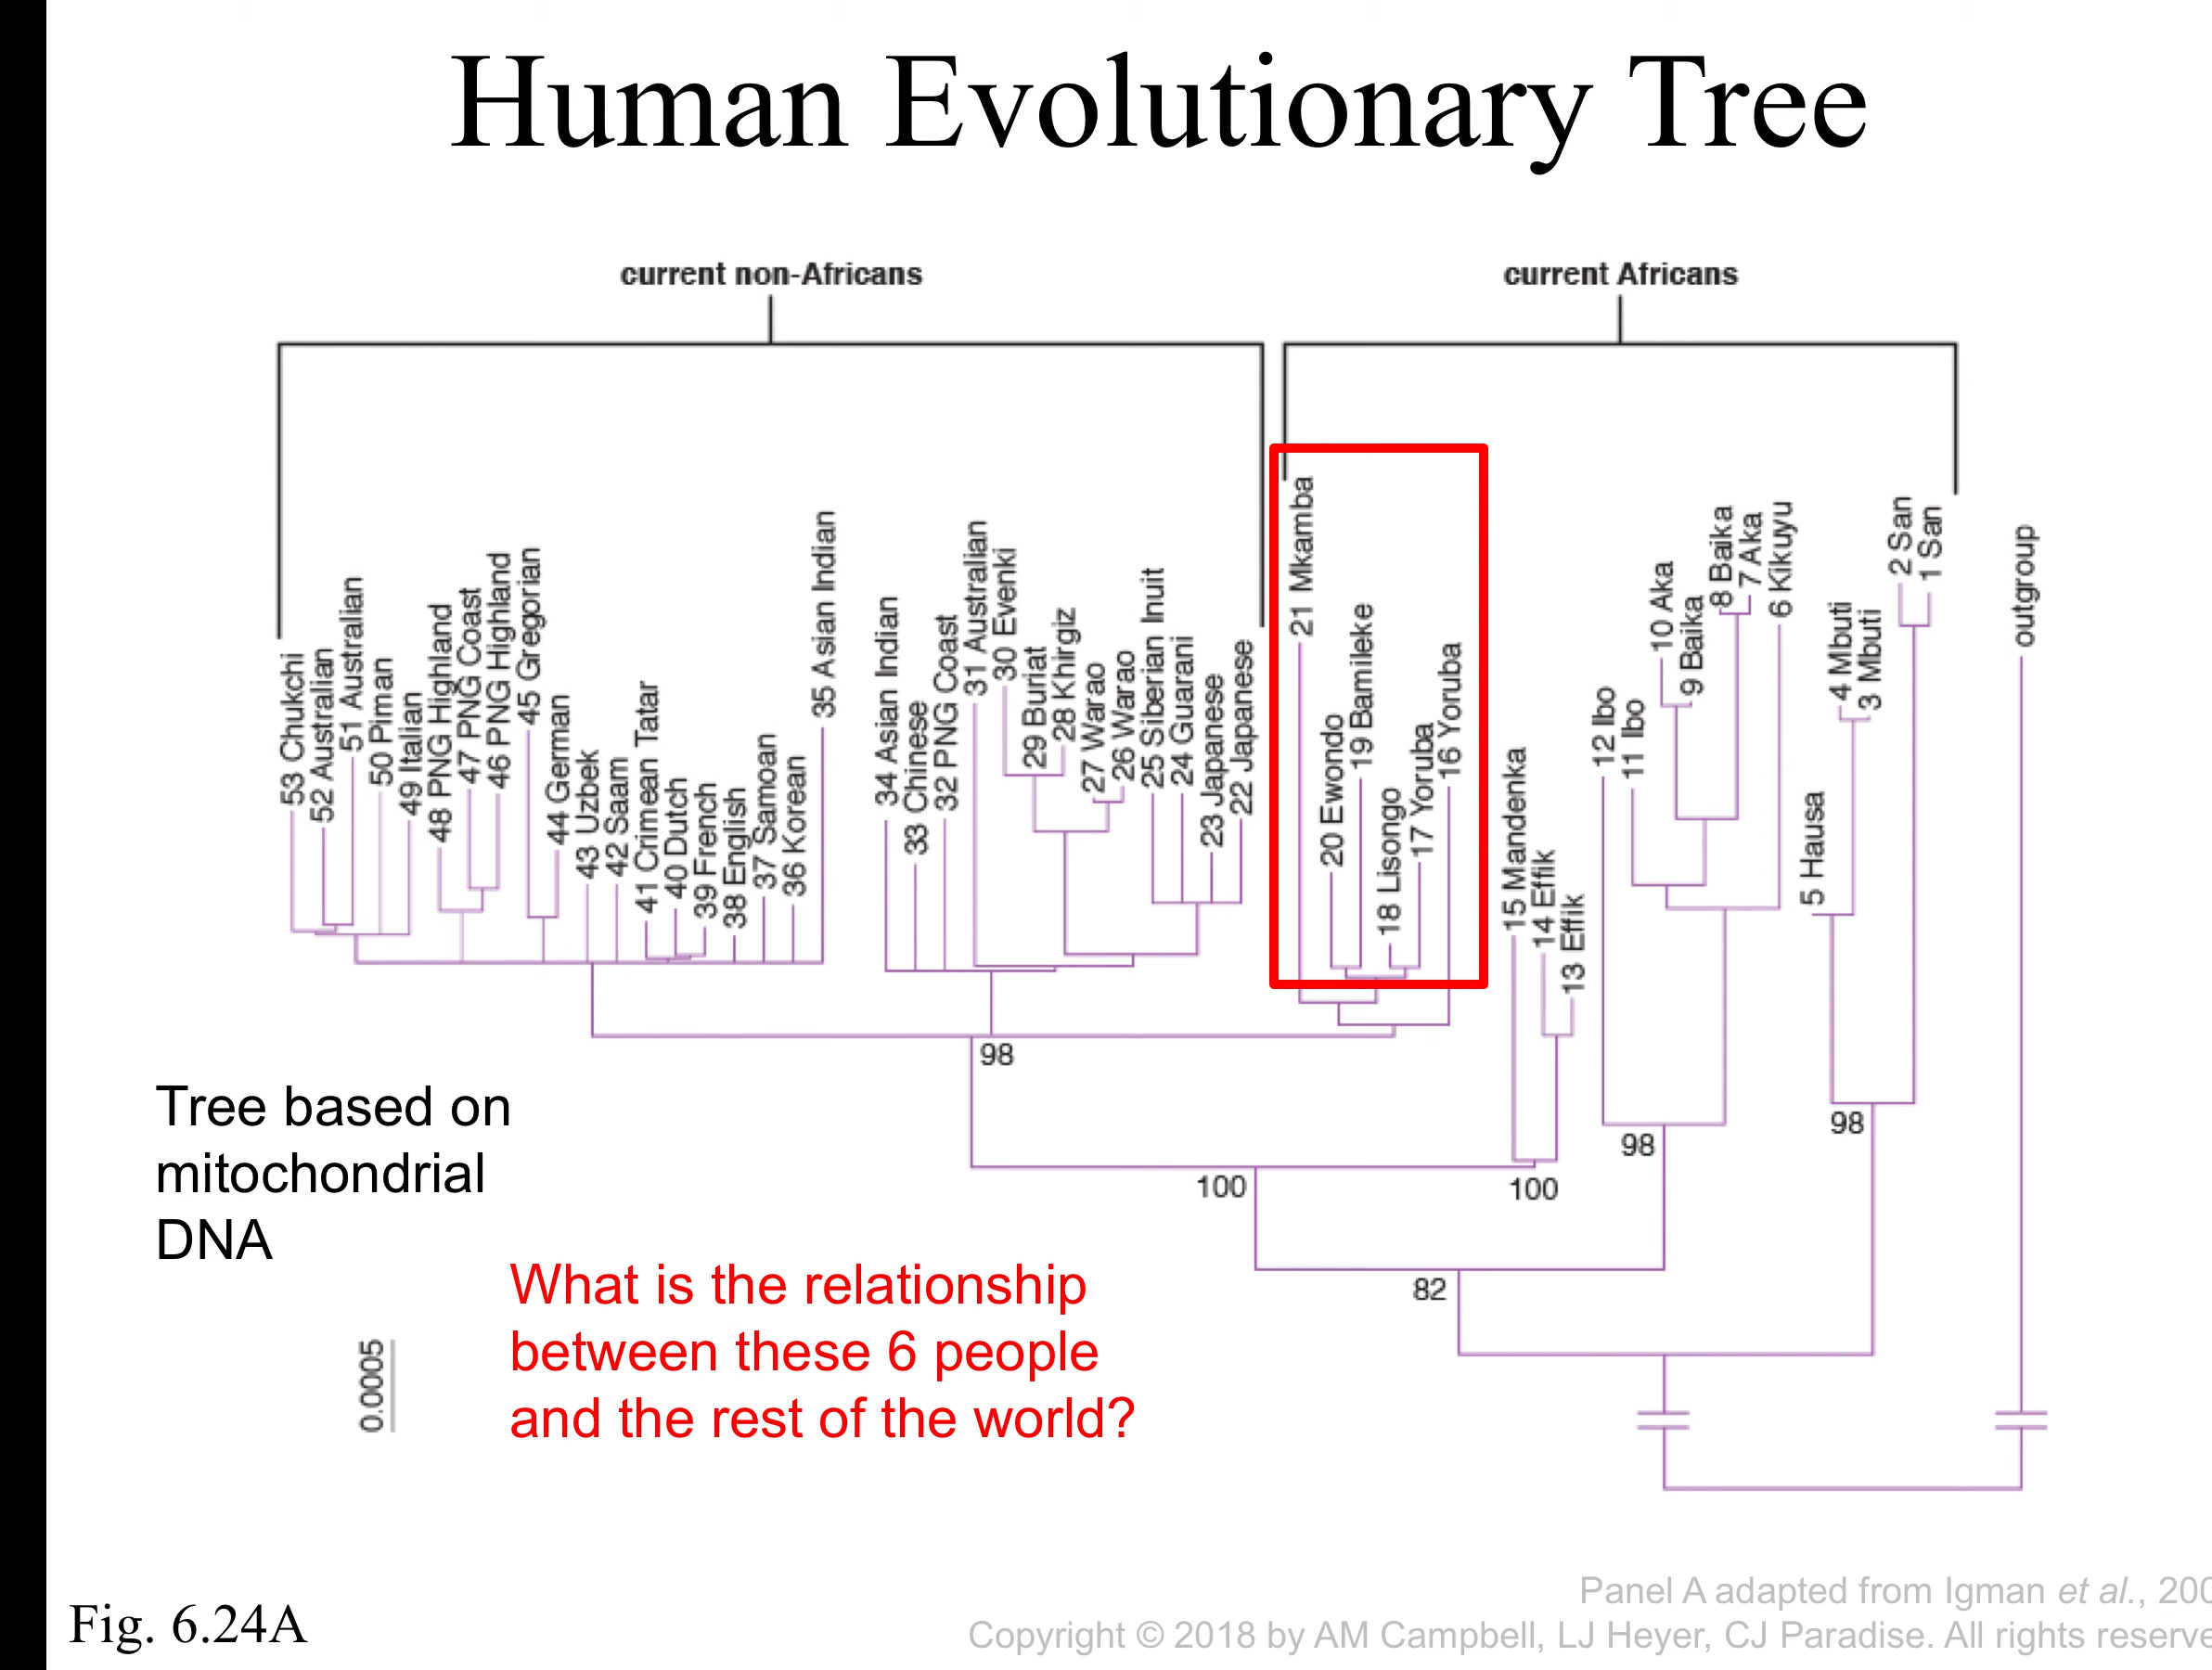 Human Evolutionary Tree
current non-Africans
current Africans
53 Chukchi
52 Australian
51 Australian
50 Piman
49 Italian
48 PNG Highland
47 PNG Coast
46 PNG Highland
45 Gregorian
44 German
43 Uzbek
42 Saam
41 Crimean Tatar
40 Dutch
39 French
38 English
37 Samoan
36 Korean
35 Asian Indian
34 Asian Indian
33 Chinese
32 PNG Coast
31 Australian
30 Evenki
29 Buriat
28 Khirgiz
27 Warao
26 Warao
25 Siberian Inuit
24 Guarani
23 Japanese
22 Japanese
21 Mkamba
20 Ewondo
19 Bamileke
18 Lisongo
17 Yoruba
16 Yoruba
15 Mandenka
14 Effik
13 Effik
12 Ibo
11 Ibo
10 Aka
9 Baika
8 Baika
7 Aka
6 Kikuyu
5 Hausa
4 Mbuti
3 Mbuti
2 San
1 San
outgroup
98
98
98
100
100
82
Tree based on
mitochondrial
DNA
What is the relationship
between these 6 people
and the rest of the world?
0.0005
Fig. 6.24A
Panel A adapted from Igman et al., 200
Copyright © 2018 by AM Campbell, LJ Heyer, CJ Paradise. All rights reserve